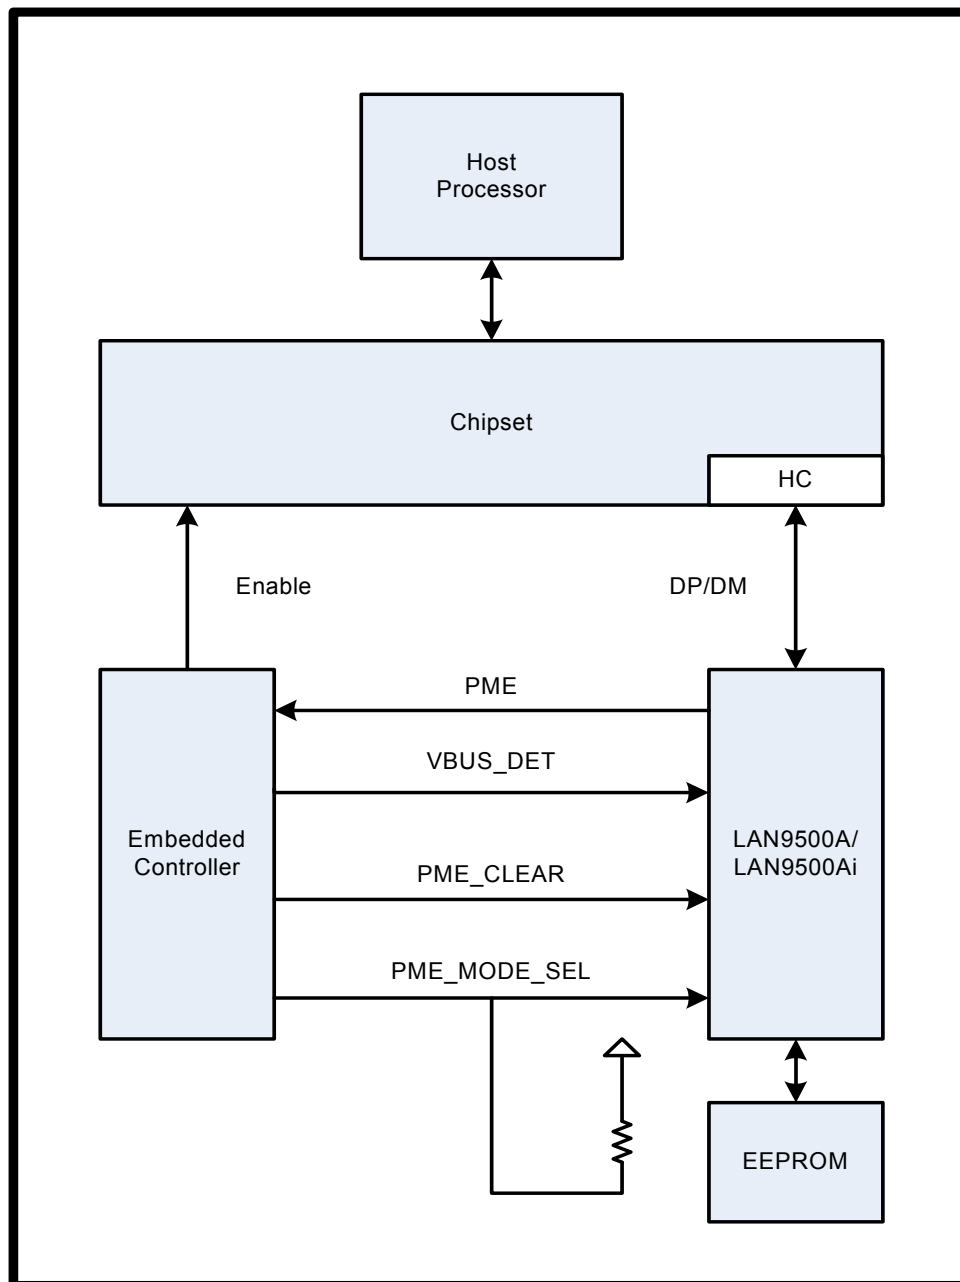 Host
Processor
Chipset
HC
Enable
DP/DM
PME
VBUS_DET
Embedded
Controller
LAN9500A/
LAN9500Ai
PME_CLEAR
PME_MODE_SEL
EEPROM